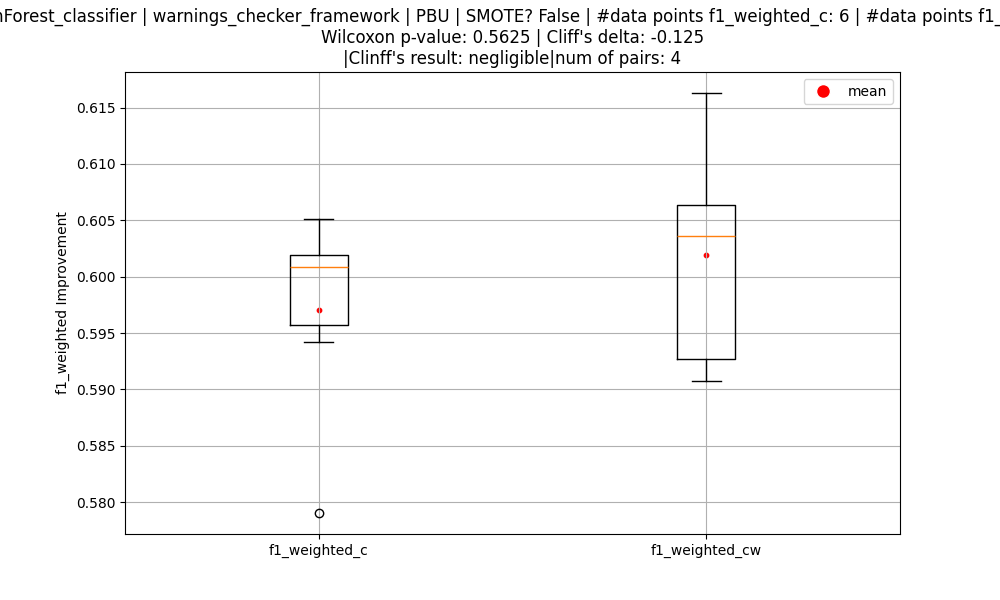 Forest_classifier | warnings_checker_framework | PBU | SMOTE? False | #data points f1_weighted_c: 6 | #data points f1_
Wilcoxon p-value: 0.5625 | Cliff's delta: -0.125
|Clinff's result: negligible|num of pairs: 4
mean
0.615
0.610
0.605
0.600
0.595
0.590
0.585
0.580
f1_weighted Improvement
f1_weighted_c
f1_weighted_cw